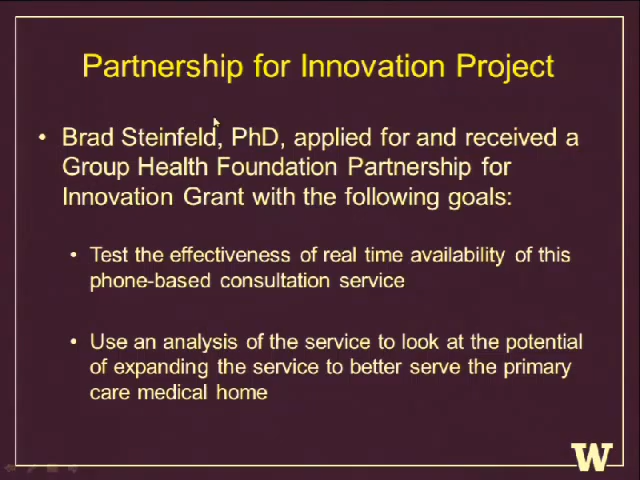 Partnership for Innovation Project
• Brad Steinfeld, PhD, applied for and received a
Group Health Foundation Partnership for
Innovation Grant with the following goals:
• Test the effectiveness of real time availability of this
phone-based consultation service
• Use an analysis of the service to look at the potential
of expanding the service to better serve the primary
care medical home
W